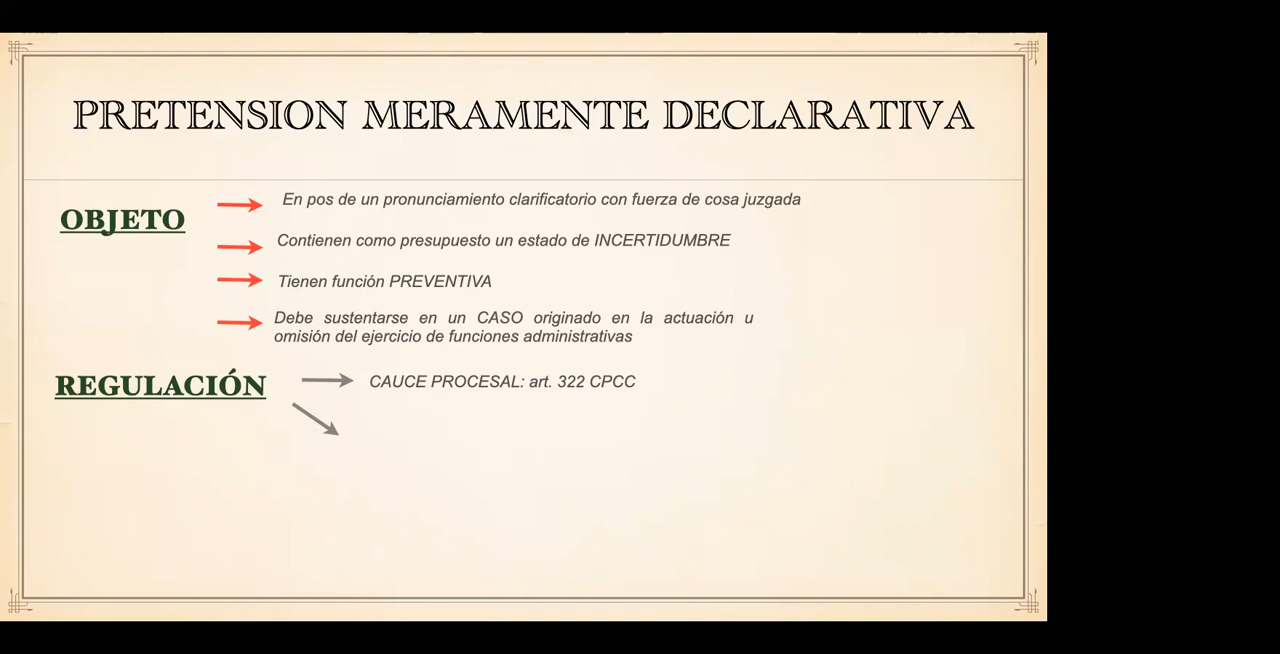 PRETENSION MERAMENTE DECLARATIVA
OBJETO
En pos de un pronunciamiento clarificatorio con fuerza de cosa juzgada
Contienen como presupuesto un estado de INCERTIDUMBRE
Tienen función PREVENTIVA
Debe sustentarse en un CASO originado en la actuación u
omisión del ejercicio de funciones administrativas
REGULACIÓN
CAUCE PROCESAL: art. 322 CPCC